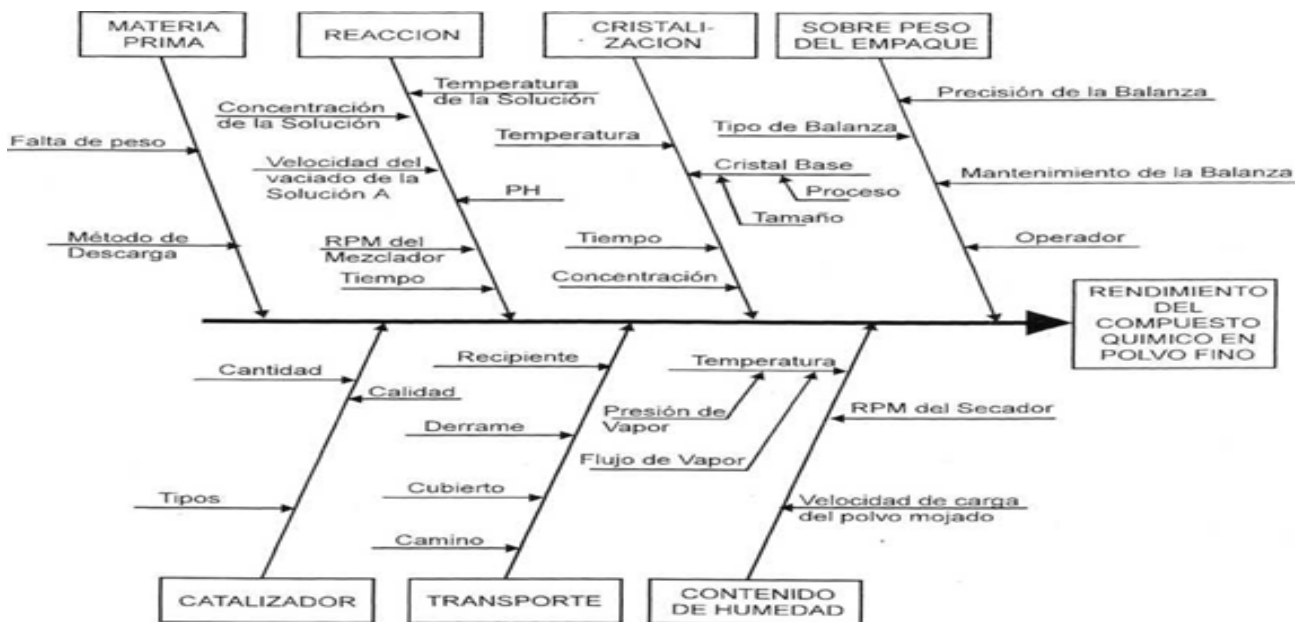 MATERIA
PRIMA
REACCION
CRISTALI-
ZACION
SOBRE PESO
DEL EMPAQUE
Falta de peso
Método de
Descarga
Temperatura
de la Solución
Concentración
de la Solución
Velocidad del
vaciado de la
Solución A
PH
RPM del
Mezclador
Tiempo
Temperatura
Cristal Base
Proceso
Tamaño
Tiempo
Concentración
Precisión de la Balanza
Tipo de Balanza
Mantenimiento de la Balanza
Operador
RENDIMIENTO
DEL
COMPUESTO
QUIMICO EN
POLVO FINO
Cantidad
Calidad
Tipos
Recipiente
Derrame
Cubierto
Camino
Temperatura
Presión de
Vapor
Flujo de Vapor
RPM del Secador
Velocidad de carga
del polvo mojado
CATALIZADOR
TRANSPORTE
CONTENIDO
DE HUMEDAD